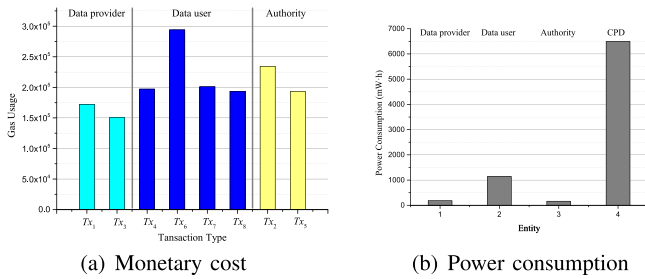 Data provider Data user Authority
3.0x10⁵
2.5x10⁵
2.0x10⁵
1.5x10⁵
1.0x10⁵
5.0x10⁴
0.0
Gas Usage
Tx₁ Tx₃ Tx₄ Tx₆ Tx₇ Tx₈ Tx₂ Tx₅
Tansaction Type
(a) Monetary cost
Data provider Data user Authority CPD
7000
6000
5000
4000
3000
2000
1000
0
Power Consumption (mW·h)
1 2 3 4
Entity
(b) Power consumption